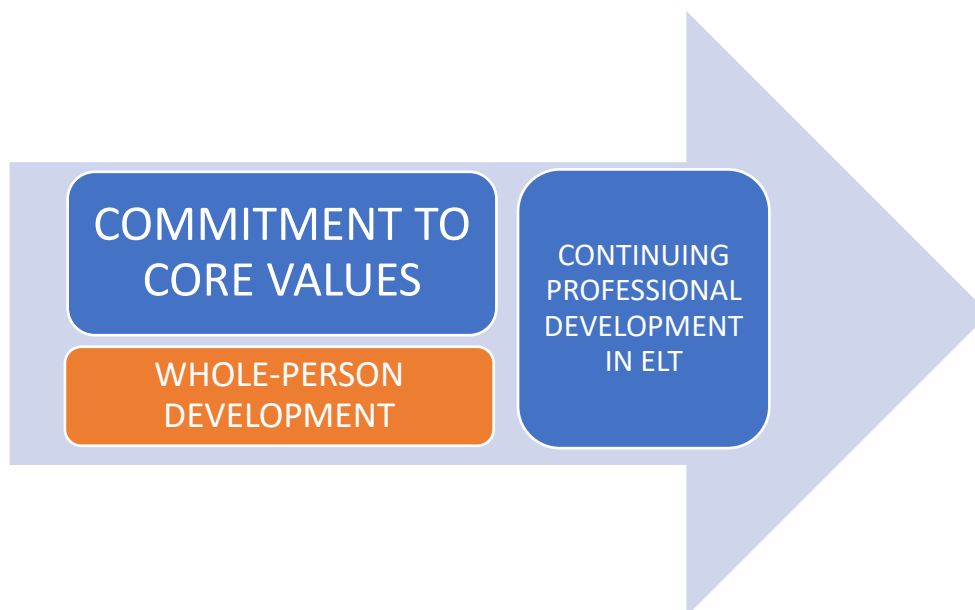 COMMITMENT TO
CORE VALUES
WHOLE-PERSON
DEVELOPMENT
CONTINUING
PROFESSIONAL
DEVELOPMENT
IN ELT